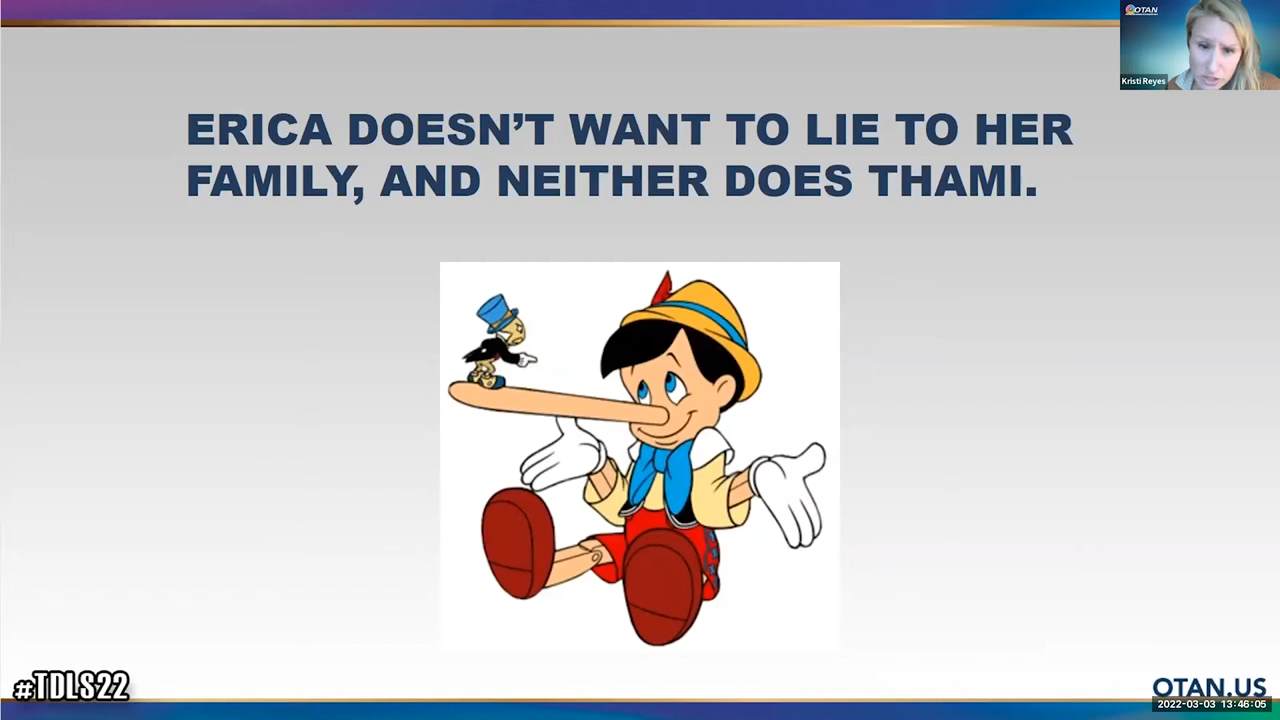 OTAN
Kristi Reyes
ERICA DOESN’T WANT TO LIE TO HER
FAMILY, AND NEITHER DOES THAMI.
#TDLS22
OTAN.US
2022-03-03 13:46:05